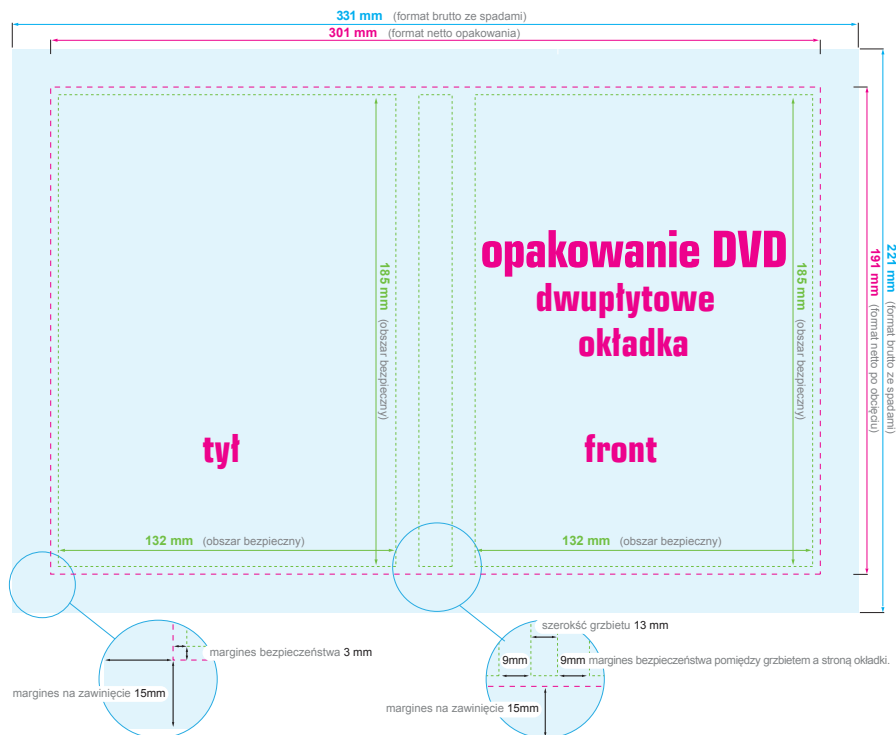 331 mm (format brutto ze spadami)
301 mm (format netto opakowania)
185 mm (obszar bezpieczny)
opakowanie DVD
dwupłytowe
okładka
185 mm (obszar bezpieczny)
191 mm (format netto po obcięciu)
221 mm (format brutto ze spadami)
tył
front
132 mm (obszar bezpieczny)
132 mm (obszar bezpieczny)
szerokść grzbietu 13 mm
margines bezpieczeństwa 3 mm
9mm
9mm margines bezpieczeństwa pomiędzy grzbietem a stroną okładki.
margines na zawinięcie 15mm
margines na zawinięcie 15mm